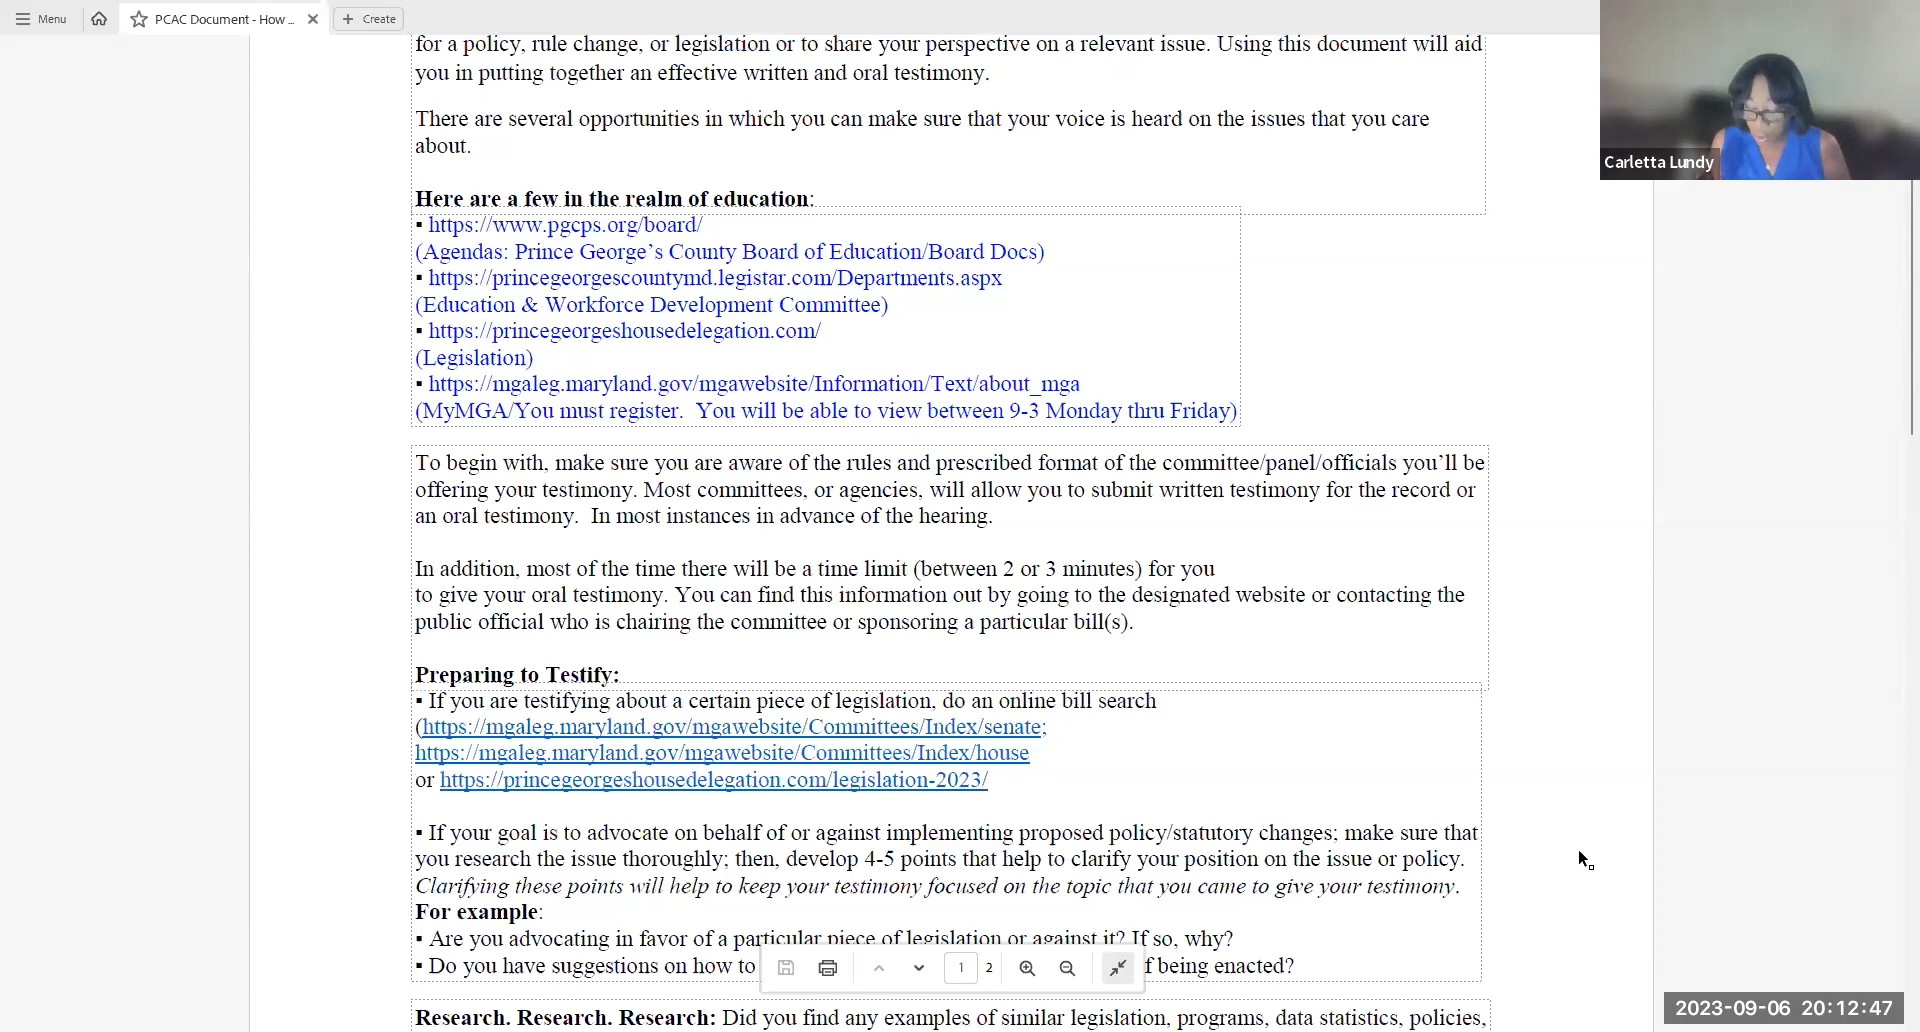 Menu
PCAC Document - How ...
Create
for a policy, rule change, or legislation or to share your perspective on a relevant issue. Using this document will aid
you in putting together an effective written and oral testimony.
There are several opportunities in which you can make sure that your voice is heard on the issues that you care
about.
Here are a few in the realm of education:
▪ https://www.pgcps.org/board/
(Agendas: Prince George’s County Board of Education/Board Docs)
▪ https://princegeorgescountymd.legistar.com/Departments.aspx
(Education & Workforce Development Committee)
▪ https://princegeorgeshousedelegation.com/
(Legislation)
▪ https://mgaleg.maryland.gov/mgawebsite/Information/Text/about_mga
(MyMGA/You must register.  You will be able to view between 9-3 Monday thru Friday)
To begin with, make sure you are aware of the rules and prescribed format of the committee/panel/officials you’ll be
offering your testimony. Most committees, or agencies, will allow you to submit written testimony for the record or
an oral testimony.  In most instances in advance of the hearing.
In addition, most of the time there will be a time limit (between 2 or 3 minutes) for you
to give your oral testimony. You can find this information out by going to the designated website or contacting the
public official who is chairing the committee or sponsoring a particular bill(s).
Preparing to Testify:
▪ If you are testifying about a certain piece of legislation, do an online bill search
(https://mgaleg.maryland.gov/mgawebsite/Committees/Index/senate;
https://mgaleg.maryland.gov/mgawebsite/Committees/Index/house
or https://princegeorgeshousedelegation.com/legislation-2023/
▪ If your goal is to advocate on behalf of or against implementing proposed policy/statutory changes; make sure that
you research the issue thoroughly; then, develop 4-5 points that help to clarify your position on the issue or policy.
Clarifying these points will help to keep your testimony focused on the topic that you came to give your testimony.
For example:
▪ Are you advocating in favor of a particular piece of legislation or against it? If so, why?
▪ Do you have suggestions on how to f being enacted?
1 2
Research. Research. Research: Did you find any examples of similar legislation, programs, data statistics, policies,
Carletta Lundy
2023-09-06 20:12:47